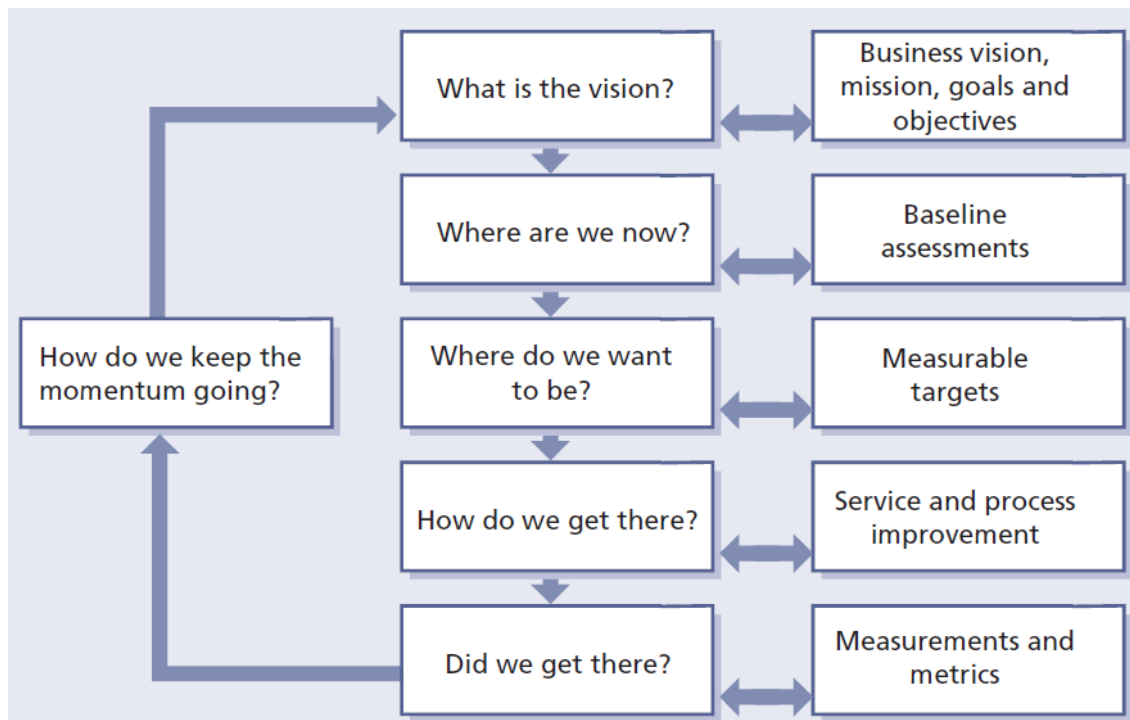 What is the vision?
Business vision,
mission, goals and
objectives
Where are we now?
Baseline
assessments
How do we keep the
momentum going?
Where do we want
to be?
Measurable
targets
How do we get there?
Service and process
improvement
Did we get there?
Measurements and
metrics